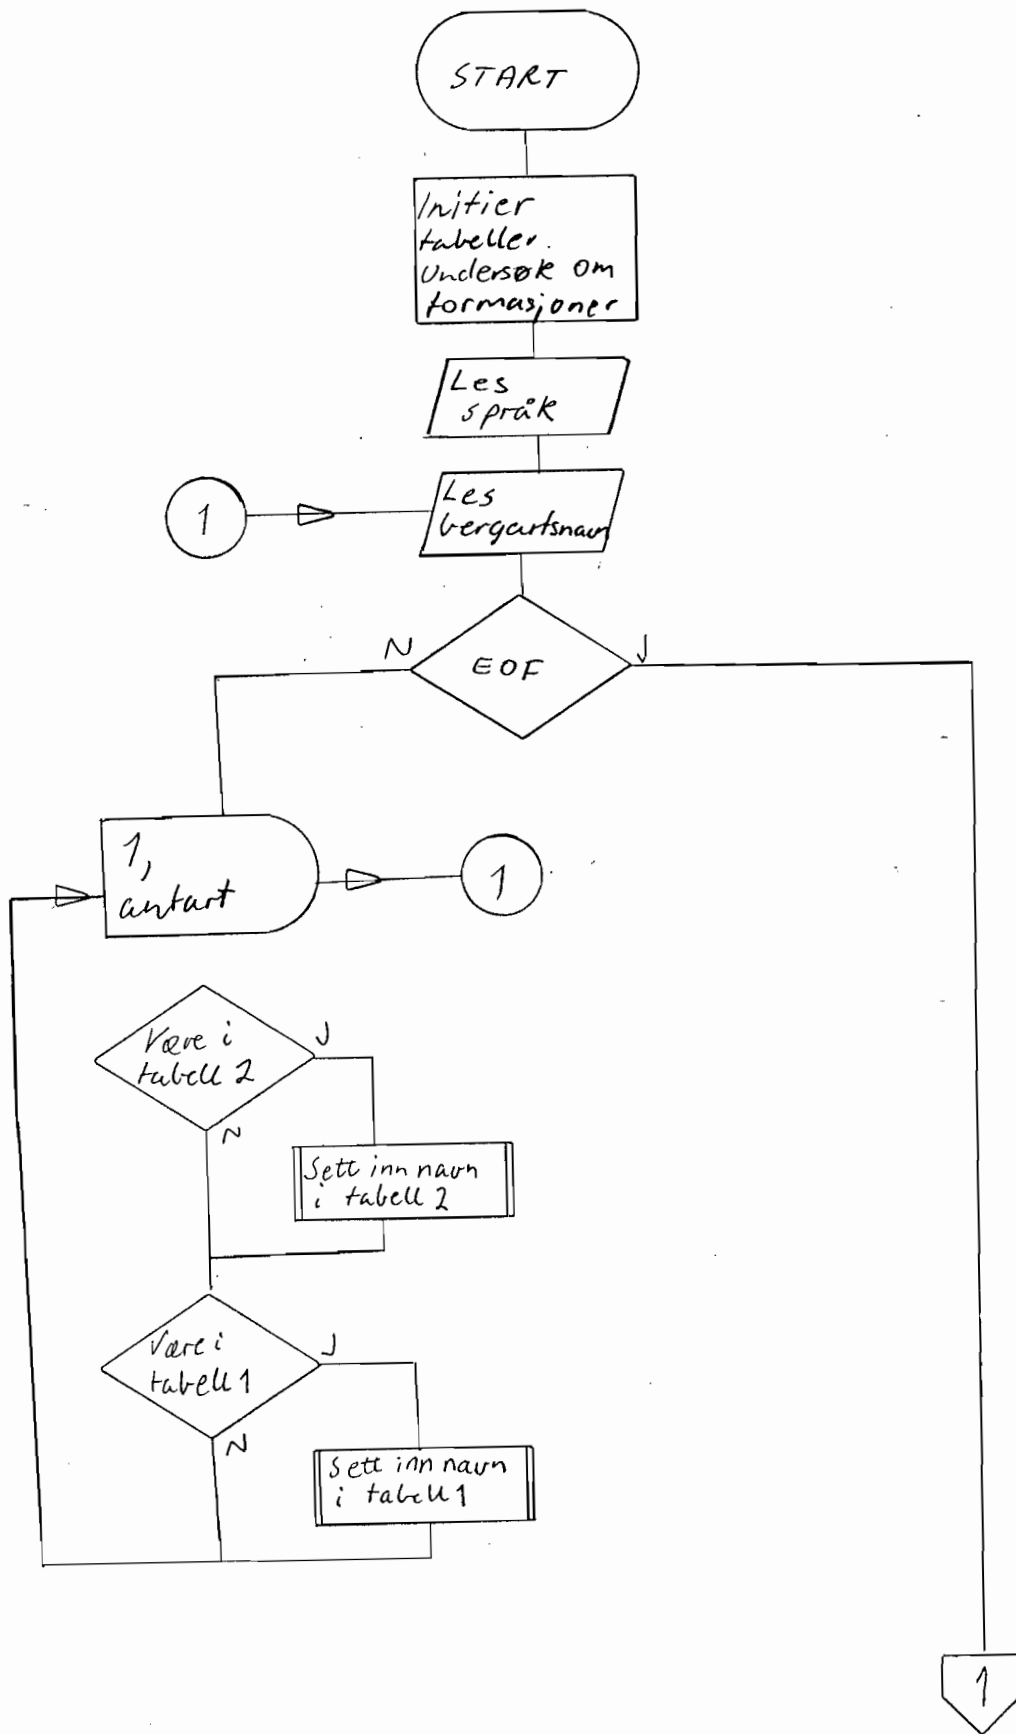 START
Initier
tabeller.
Undersøk om
formasjoner
Les
språk
1
Les
bergartsnavn
N
EOF
J
1,
antart
1
Være i
tabell 2
J
N
Sett inn navn
i tabell 2
Være i
tabell 1
J
N
Sett inn navn
i tabell 1
1